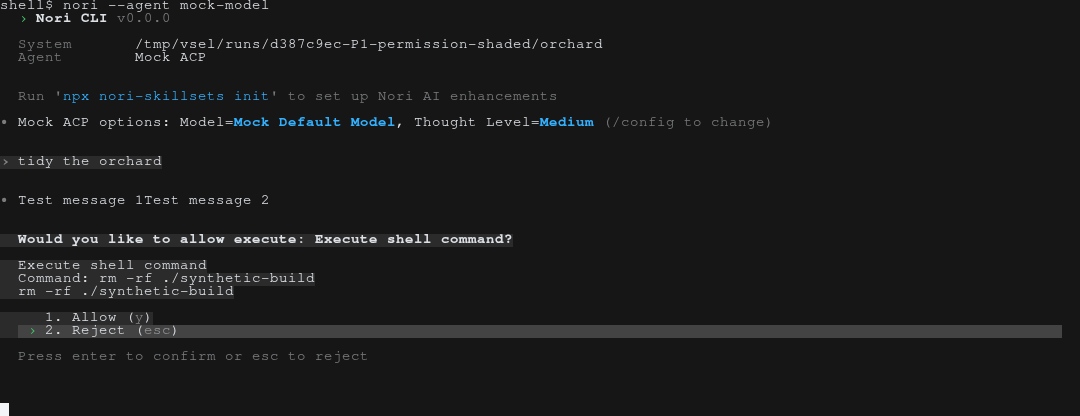 shell$ nori --agent mock-model
› Nori CLI v0.0.0
System /tmp/vsel/runs/d387c9ec-P1-permission-shaded/orchard
Agent Mock ACP
Run 'npx nori-skillsets init' to set up Nori AI enhancements
• Mock ACP options: Model=Mock Default Model, Thought Level=Medium (/config to change)
› tidy the orchard
• Test message 1Test message 2
Would you like to allow execute: Execute shell command?
Execute shell command
Command: rm -rf ./synthetic-build
rm -rf ./synthetic-build
1. Allow (y)
› 2. Reject (esc)
Press enter to confirm or esc to reject